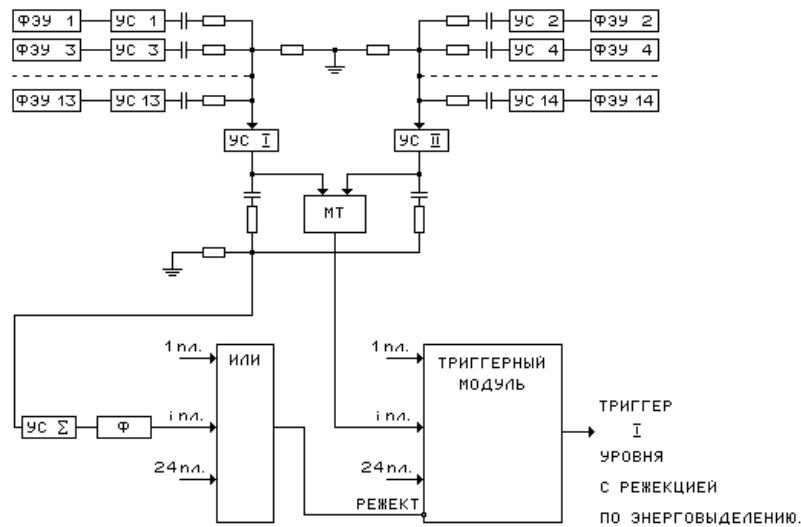 ФЭУ 1 УС 1 УС 2 ФЭУ 2
ФЭУ 3 УС 3 УС 4 ФЭУ 4
ФЭУ 13 УС 13 УС 14 ФЭУ 14
УС I УС II
МТ
1 пл. ИЛИ 1 пл. ТРИГГЕРНЫЙ
МОДУЛЬ
ТРИГГЕР
УС Σ Ф i пл. i пл. I
УРОВНЯ
24 пл. 24 пл.
С РЕЖЕКЦИЕЙ
РЕЖЕКТ
ПО ЭНЕРГОВЫДЕЛЕНИЮ.